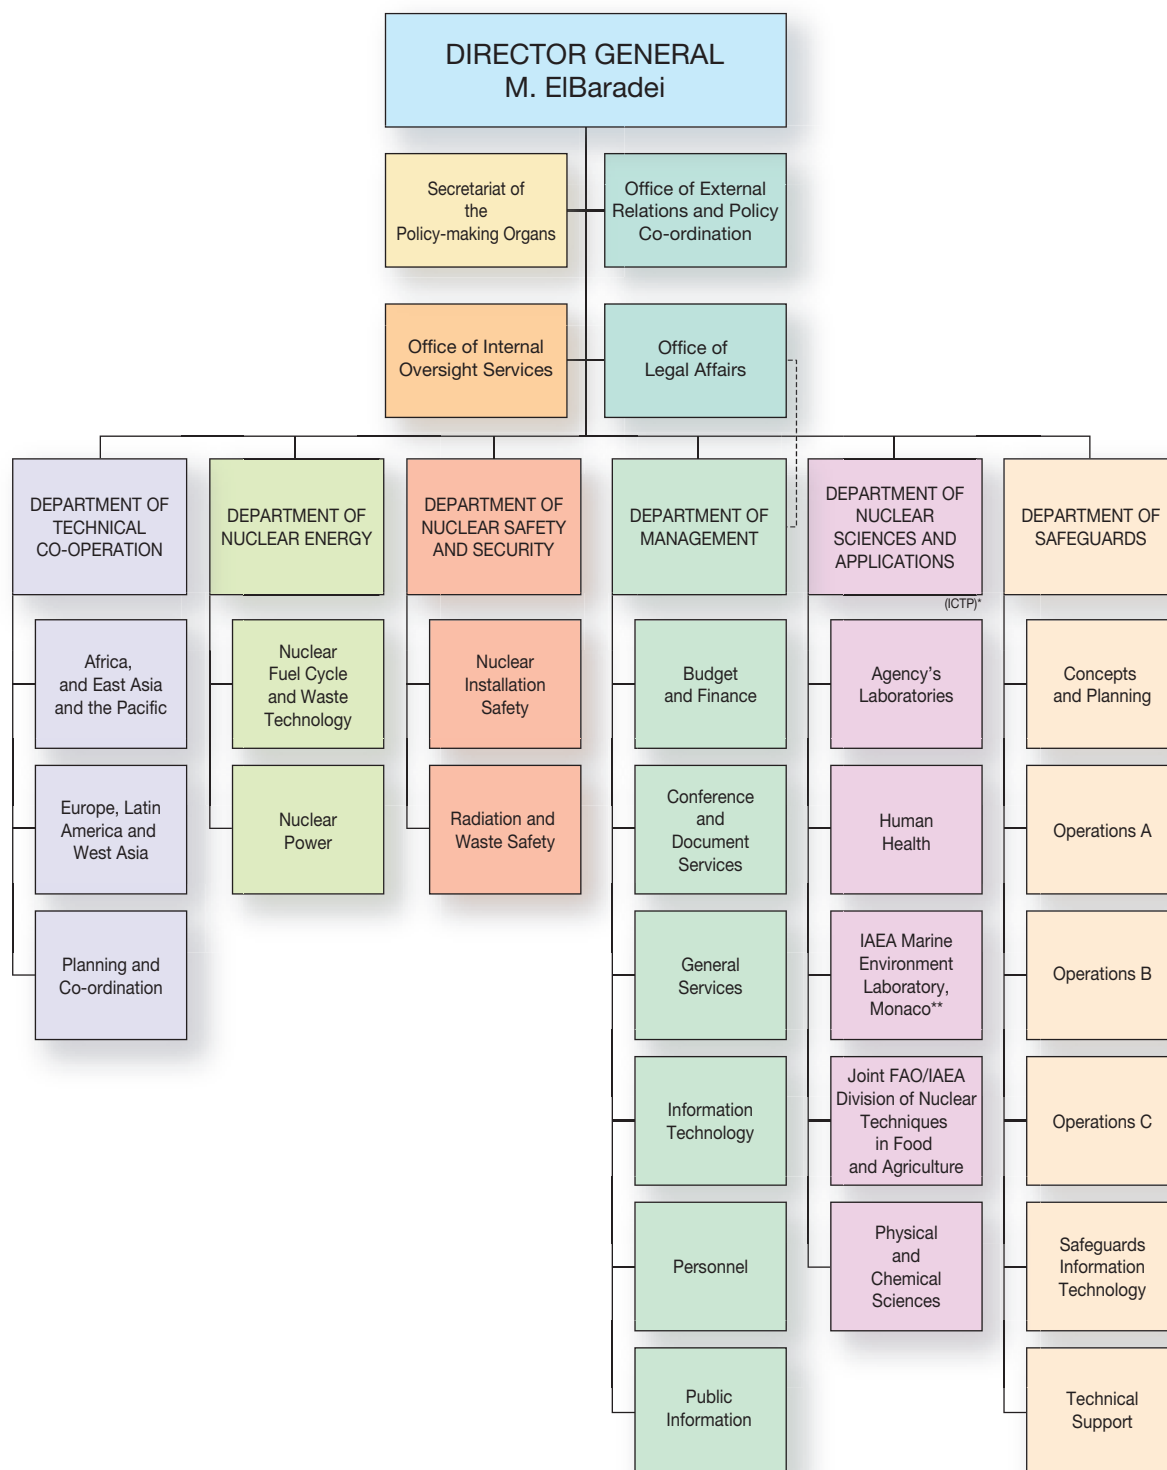 DIRECTOR GENERAL
M. ElBaradei
Secretariat of
the
Policy-making Organs
Office of External
Relations and Policy
Co-ordination
Office of Internal
Oversight Services
Office of
Legal Affairs
DEPARTMENT OF
TECHNICAL
CO-OPERATION
DEPARTMENT OF
NUCLEAR ENERGY
DEPARTMENT OF
NUCLEAR SAFETY
AND SECURITY
DEPARTMENT OF
MANAGEMENT
DEPARTMENT OF
NUCLEAR
SCIENCES AND
APPLICATIONS
(ICTP)*
DEPARTMENT OF
SAFEGUARDS
Africa,
and East Asia
and the Pacific
Europe, Latin
America and
West Asia
Planning and
Co-ordination
Nuclear
Fuel Cycle
and Waste
Technology
Nuclear
Power
Nuclear
Installation
Safety
Radiation and
Waste Safety
Budget
and Finance
Conference
and
Document
Services
General
Services
Information
Technology
Personnel
Public
Information
Agency's
Laboratories
Human
Health
IAEA Marine
Environment
Laboratory,
Monaco**
Joint FAO/IAEA
Division of Nuclear
Techniques
in Food
and Agriculture
Physical
and
Chemical
Sciences
Concepts
and Planning
Operations A
Operations B
Operations C
Safeguards
Information
Technology
Technical
Support